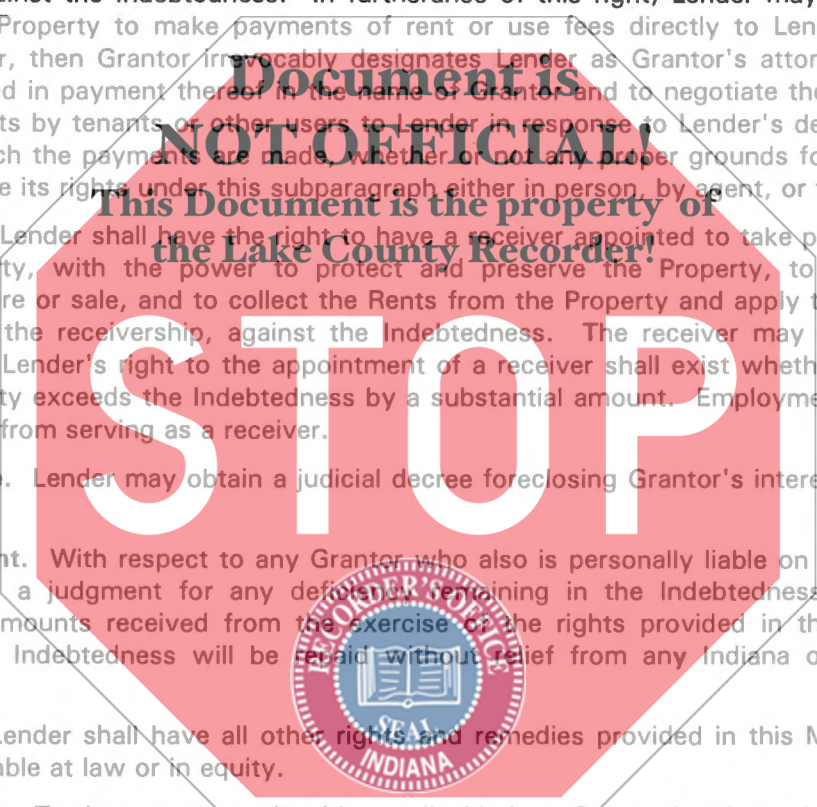 ainst the Indebtedness. In furtherance of this right, Lender may
Property to make payments of rent or use fees directly to Len
r, then Grantor irrevocably designates Lender as Grantor's attor
Document is
ed in payment thereof in the name of Grantor and to negotiate the
ts by tenants or other users to Lender in response to Lender's de
NOT OFFICIAL!
ch the payments are made, whether or not any proper grounds fo
e its rights under this subparagraph either in person, by agent, or
This Document is the property of
Lender shall have the right to have a receiver appointed to take p
the Lake County Recorder!
ty, with the power to protect and preserve the Property, to
re or sale, and to collect the Rents from the Property and apply t
the receivership, against the Indebtedness. The receiver may
STOP
Lender's right to the appointment of a receiver shall exist wheth
ty exceeds the Indebtedness by a substantial amount. Employme
from serving as a receiver.
e. Lender may obtain a judicial decree foreclosing Grantor's intere
nt. With respect to any Grantor who also is personally liable on
a judgment for any deficiency remaining in the Indebtedness
mounts received from the exercise of the rights provided in th
Indebtedness will be repaid without relief from any Indiana o
RECORDER'S OFFICE
SEAL
INDIANA
Lender shall have all other rights and remedies provided in this M
able at law or in equity.